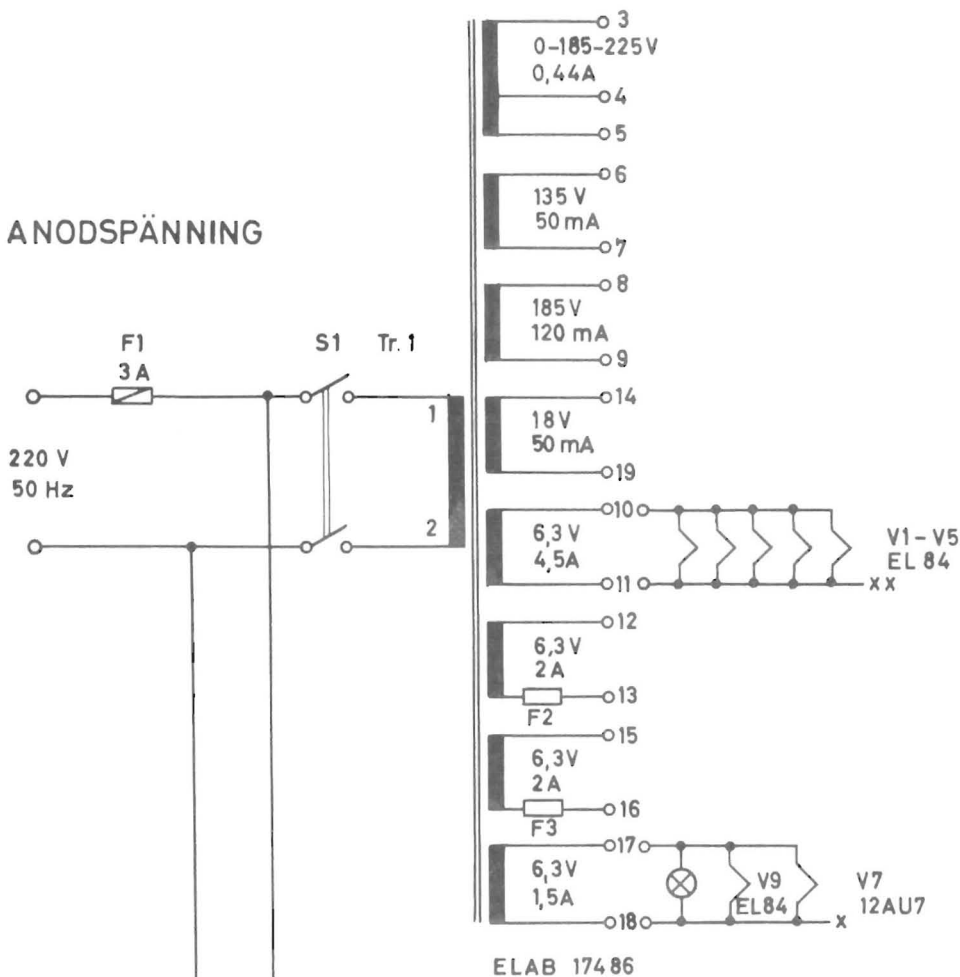 3
0-185-225V
0,44A
4
5
6
135 V
50 mA
7
ANODSPÄNNING
8
185V
120 mA
9
F1
3 A
S1
Tr. 1
14
1
18V
50 mA
19
220 V
50 Hz
2
10
6,3 V
4,5A
11
V1-V5
EL 84
xx
12
6,3V
2 A
13
F2
15
6,3V
2A
16
F3
17
6,3V
1,5A
18
V9
EL84
V7
12AU7
x
ELAB 17486